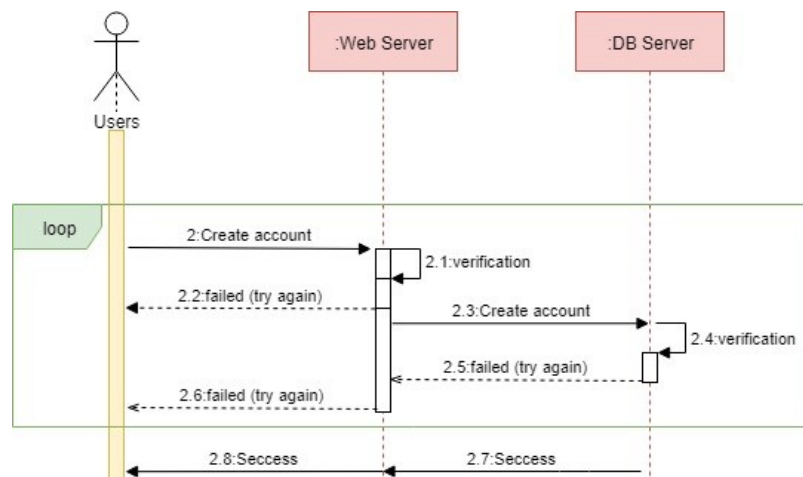 :Web Server
:DB Server
Users
loop
2:Create account
2.1:verification
2.2:failed (try again)
2.3:Create account
2.4:verification
2.5:failed (try again)
2.6:failed (try again)
2.8:Seccess
2.7:Seccess